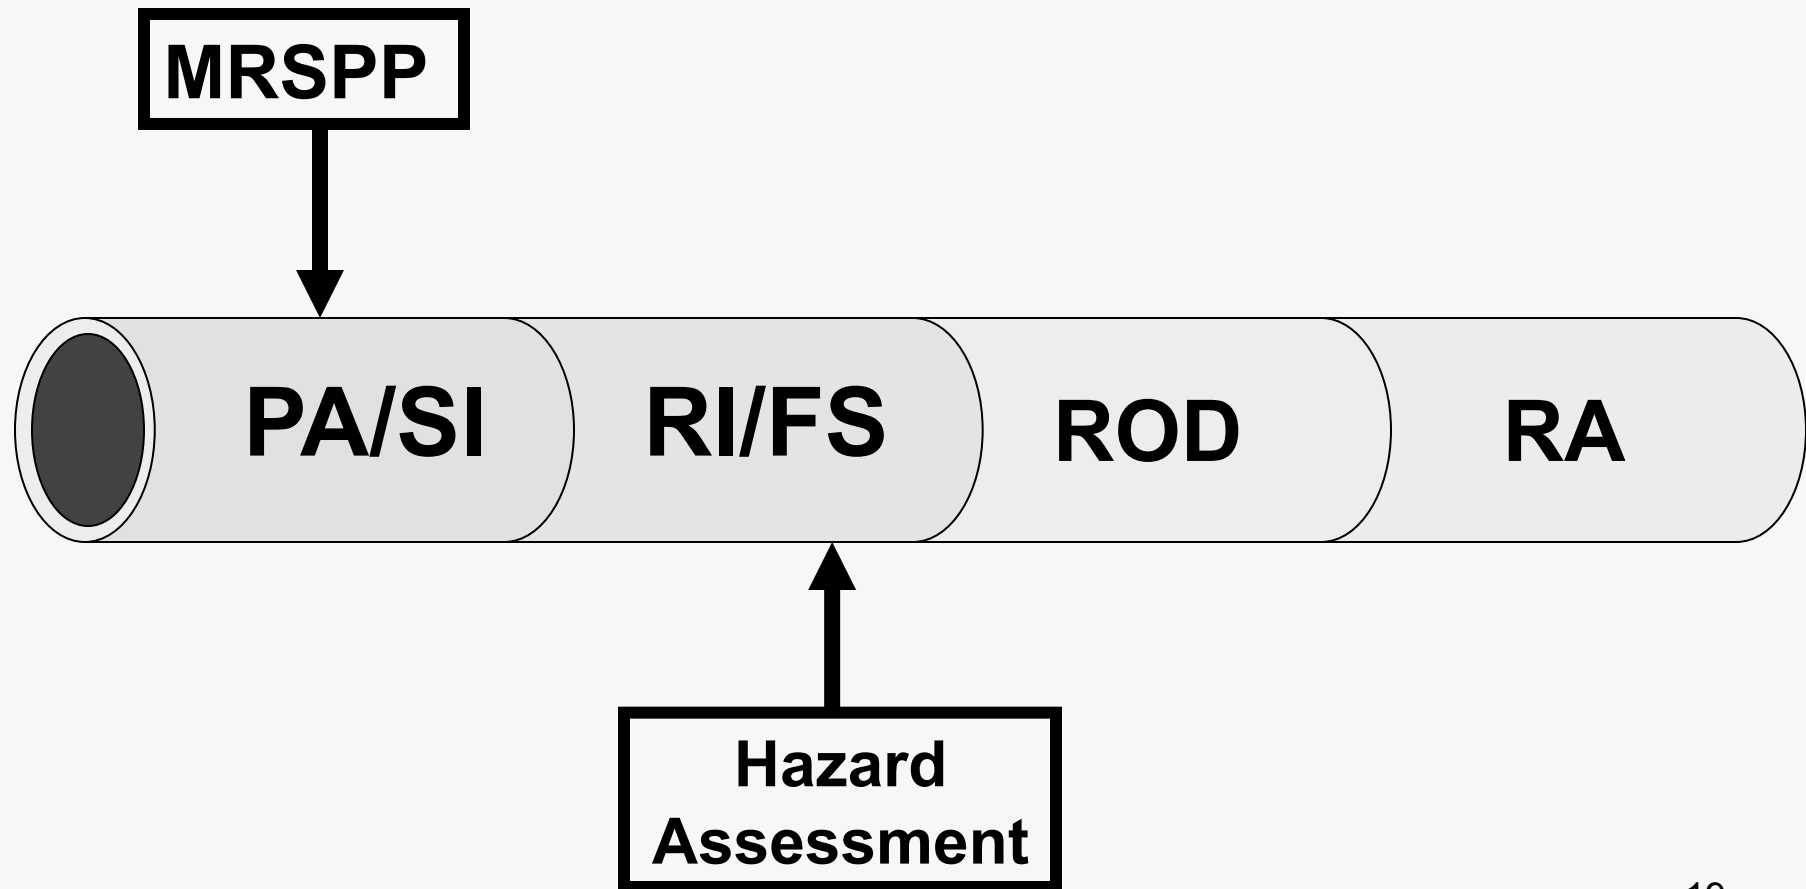 MRSPP
PA/SI RI/FS ROD RA
Hazard
Assessment